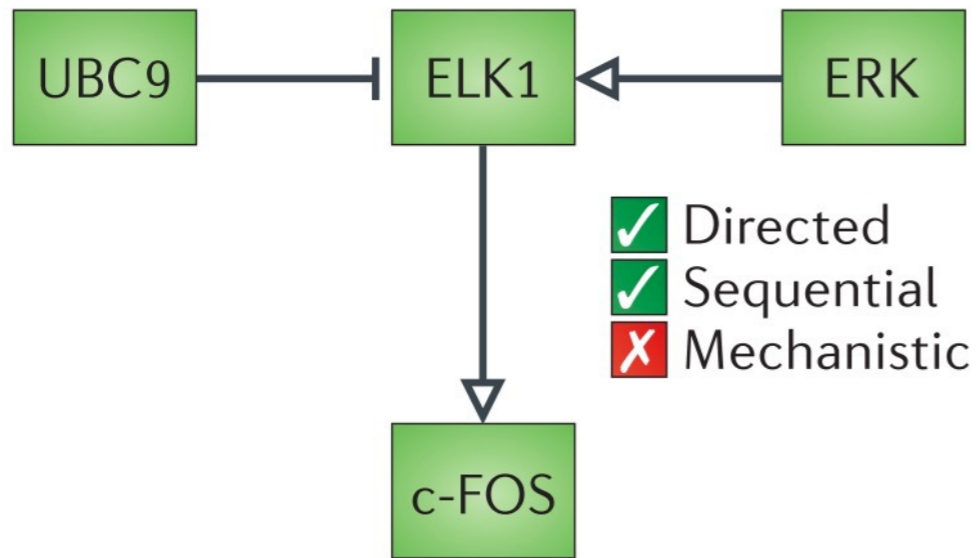 UBC9
ELK1
ERK
✓ Directed
✓ Sequential
✗ Mechanistic
c-FOS